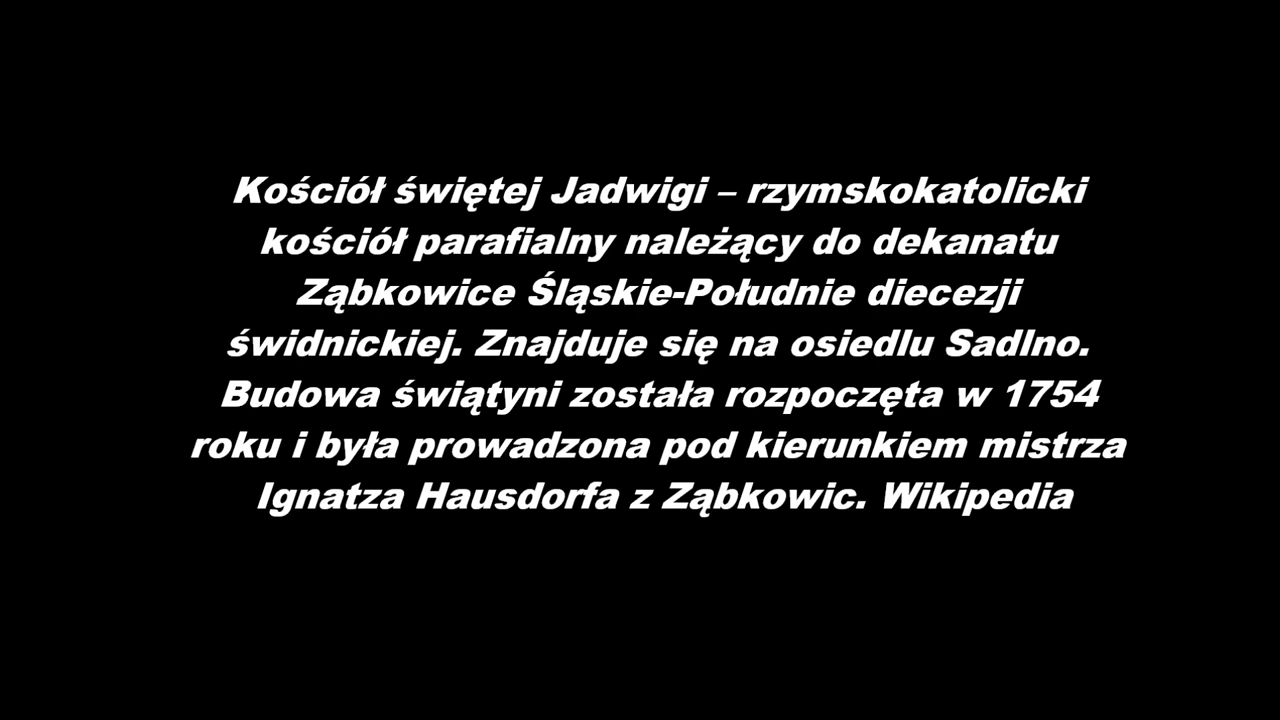 Kościół świętej Jadwigi – rzymskokatolicki
kościół parafialny należący do dekanatu
Ząbkowice Śląskie-Południe diecezji
świdnickiej. Znajduje się na osiedlu Sadlno.
Budowa świątyni została rozpoczęta w 1754
roku i była prowadzona pod kierunkiem mistrza
Ignatza Hausdorfa z Ząbkowic. Wikipedia